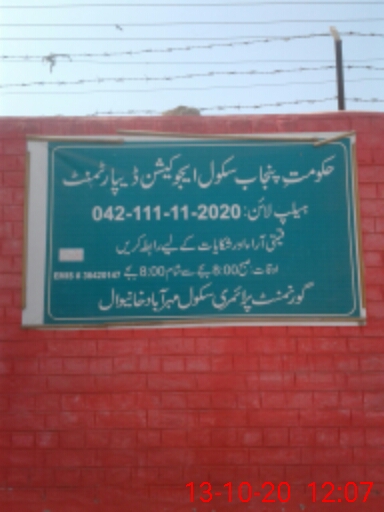 حکومتِ پنجاب سکول ایجوکیشن ڈیپارٹمنٹ
ہیلپ لائن: 042-111-11-2020
قیمتی آراء اور شکایات کے لیے رابطہ کریں
اوقات صبح 8:00 بجے سے شام 8:00 بجے
EMIS # 36420147
گورنمنٹ پرائمری سکول مہر آباد خانیوال
13-10-20 12:07